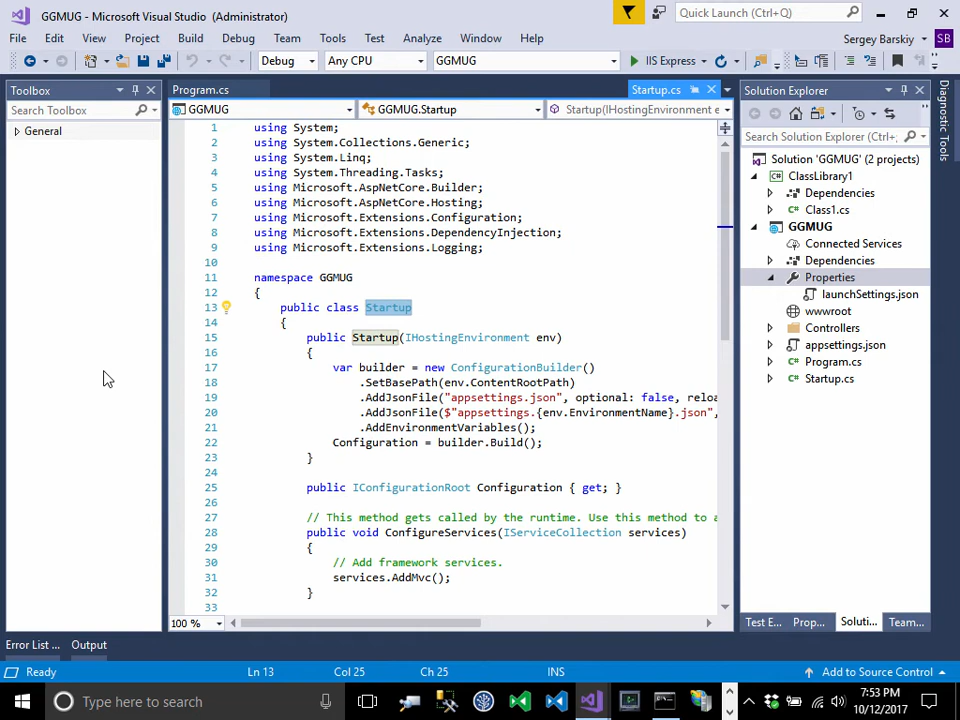 GGMUG - Microsoft Visual Studio (Administrator)
Quick Launch (Ctrl+Q)
File Edit View Project Build Debug Team Tools Test Analyze Window Help
Sergey Barskiy SB
Debug Any CPU GGMUG IIS Express
Toolbox
Search Toolbox
General
Program.cs
Startup.cs
GGMUG
GGMUG.Startup
Startup(IHostingEnvironment e
1 using System;
2 using System.Collections.Generic;
3 using System.Linq;
4 using System.Threading.Tasks;
5 using Microsoft.AspNetCore.Builder;
6 using Microsoft.AspNetCore.Hosting;
7 using Microsoft.Extensions.Configuration;
8 using Microsoft.Extensions.DependencyInjection;
9 using Microsoft.Extensions.Logging;
10
11 namespace GGMUG
12 {
13 public class Startup
14 {
15 public Startup(IHostingEnvironment env)
16 {
17 var builder = new ConfigurationBuilder()
18 .SetBasePath(env.ContentRootPath)
19 .AddJsonFile("appsettings.json", optional: false, reloa
20 .AddJsonFile($"appsettings.{env.EnvironmentName}.json",
21 .AddEnvironmentVariables();
22 Configuration = builder.Build();
23 }
24
25 public IConfigurationRoot Configuration { get; }
26
27 // This method gets called by the runtime. Use this method to a
28 public void ConfigureServices(IServiceCollection services)
29 {
30 // Add framework services.
31 services.AddMvc();
32 }
33
100 %
Solution Explorer
Search Solution Explorer (Ctrl+;
Solution 'GGMUG' (2 projects)
ClassLibrary1
Dependencies
Class1.cs
GGMUG
Connected Services
Dependencies
Properties
launchSettings.json
wwwroot
Controllers
appsettings.json
Program.cs
Startup.cs
Test E... Prop... Soluti... Team...
Diagnostic Tools
Error List ... Output
Ready
Ln 13 Col 25 Ch 25 INS
Add to Source Control
Type here to search
7:53 PM
10/12/2017